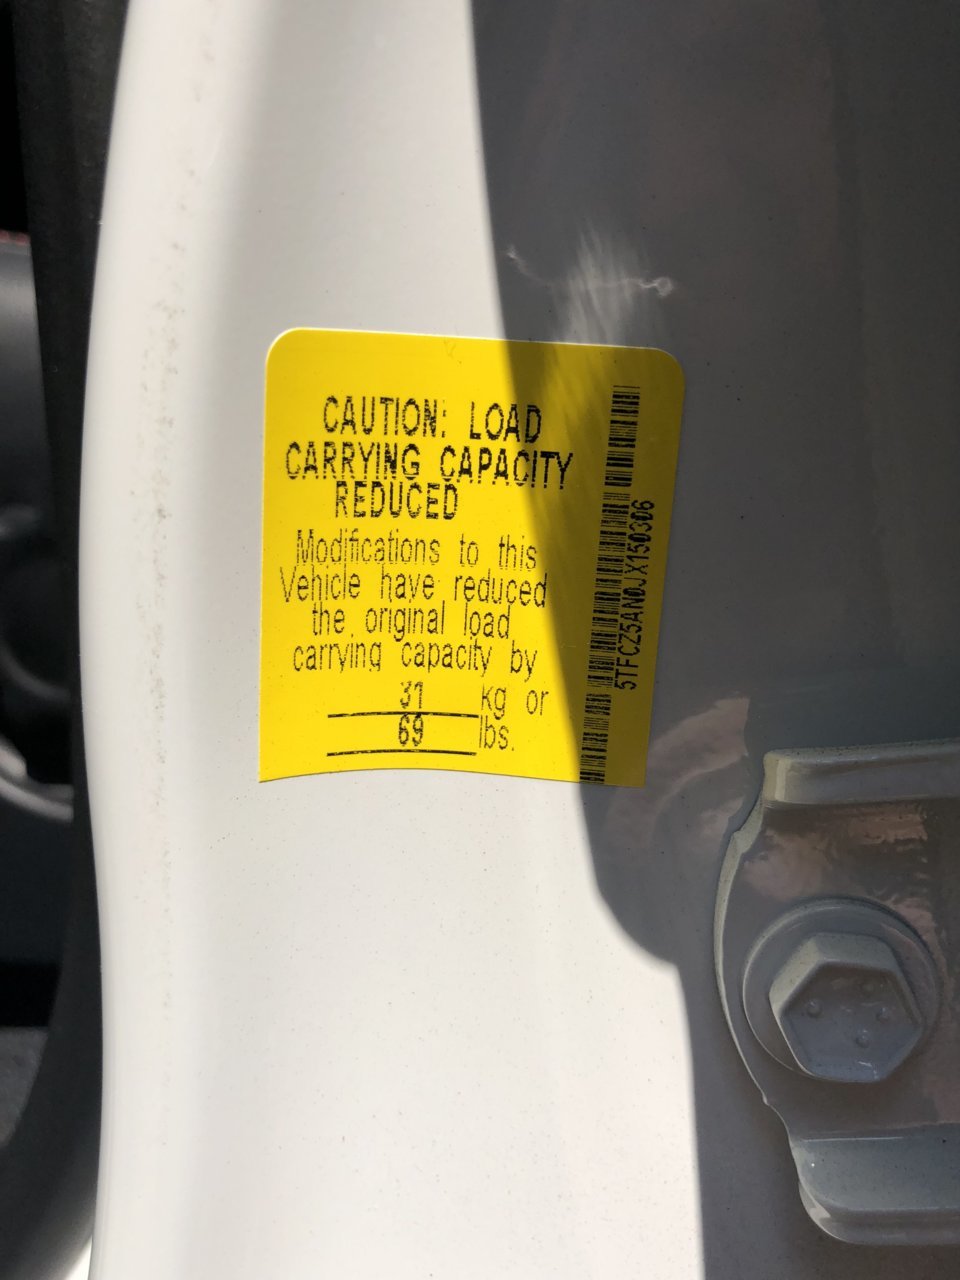 CAUTION: LOAD
CARRYING CAPACITY
REDUCED
Modifications to this
Vehicle have reduced
the original load
carrying capacity by
31 kg or
69 lbs.
5TFCZ5AN0JX150306